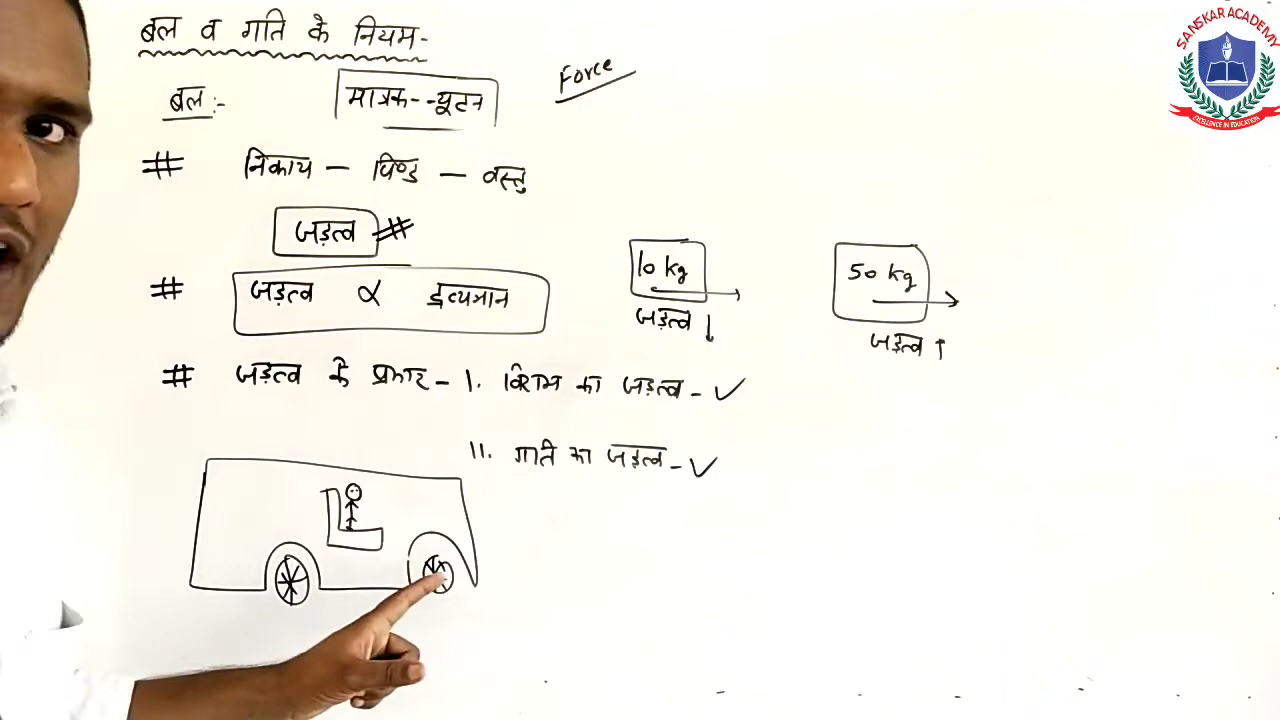 बल व गति के नियम-
Force
बल :- मात्रक--न्यूटन
# निकाय — पिण्ड — वस्तु
जड़त्व #
# जड़त्व ∝ द्रव्यमान
10 kg
जड़त्व ↓
50 kg
जड़त्व ↑
# जड़त्व के प्रकार - I. विराम का जड़त्व - ✓
II. गति का जड़त्व - ✓
SANSKAR ACADEMY
EXCELLENCE IN EDUCATION